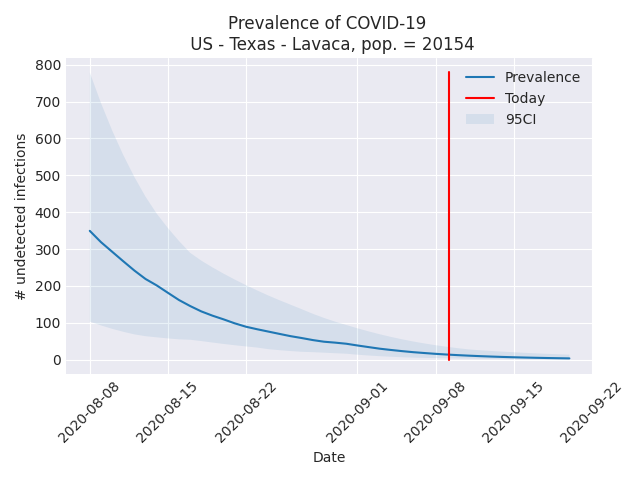 Prevalence of COVID-19
US - Texas - Lavaca, pop. = 20154
800
700
600
500
400
300
200
100
0
# undetected infections
Prevalence
Today
95CI
2020-08-08
2020-08-15
2020-08-22
2020-09-01
2020-09-08
2020-09-15
2020-09-22
Date